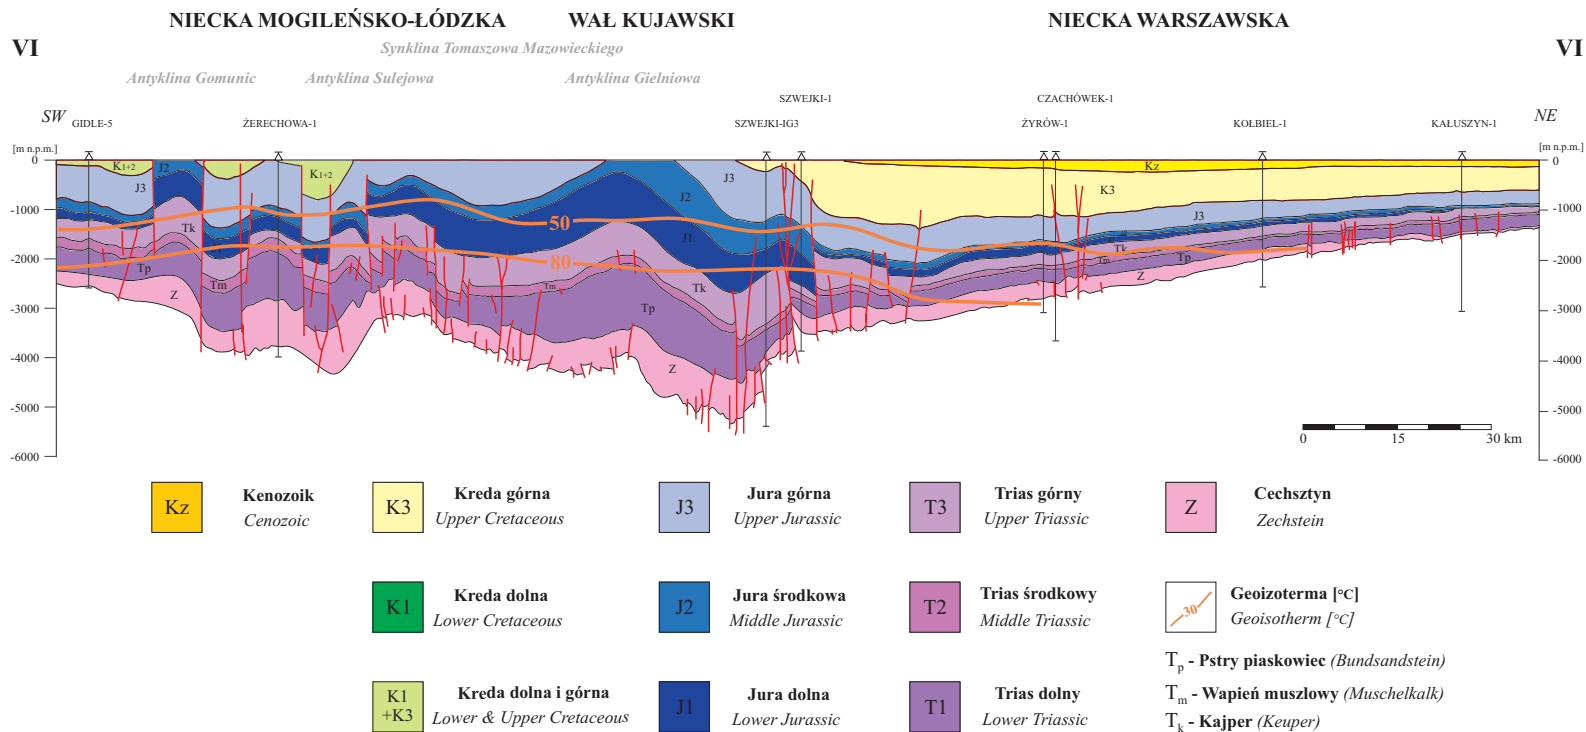 NIECKA MOGILEŃSKO-ŁÓDZKA WAŁ KUJAWSKI NIECKA WARSZAWSKA
VI VI
Synklina Tomaszowa Mazowieckiego
Antyklina Gomunic Antyklina Sulejowa Antyklina Gielniowa
SZWEJKI-1 CZACHÓWEK-1
SW GIDLE-5 ŻERECHOWA-1 SZWEJKI-IG3 ŻYRÓW-1 KOŁBIEL-1 KAŁUSZYN-1 NE
[m n.p.m.] [m n.p.m.]
0 K1+2 J2 K1+2 J3 Kz 0
J3 J2 K3 J3
-1000 -1000
Tk 50 J1 Tk
-2000 Tp 80 Tm Tp -2000
Z Tm Tm Tk Z
-3000 Tp -3000
-4000 Z -4000
-5000 -5000
0 15 30 km
-6000 -6000
Kz Kenozoik
Cenozoic
K3 Kreda górna
Upper Cretaceous
J3 Jura górna
Upper Jurassic
T3 Trias górny
Upper Triassic
Z Cechsztyn
Zechstein
K1 Kreda dolna
Lower Cretaceous
J2 Jura środkowa
Middle Jurassic
T2 Trias środkowy
Middle Triassic
30 Geoizoterma [°C]
Geoisotherm [°C]
K1
+K3
Kreda dolna i górna
Lower & Upper Cretaceous
J1 Jura dolna
Lower Jurassic
T1 Trias dolny
Lower Triassic
Tp - Pstry piaskowiec (Bundsandstein)
Tm - Wapień muszlowy (Muschelkalk)
Tk - Kajper (Keuper)